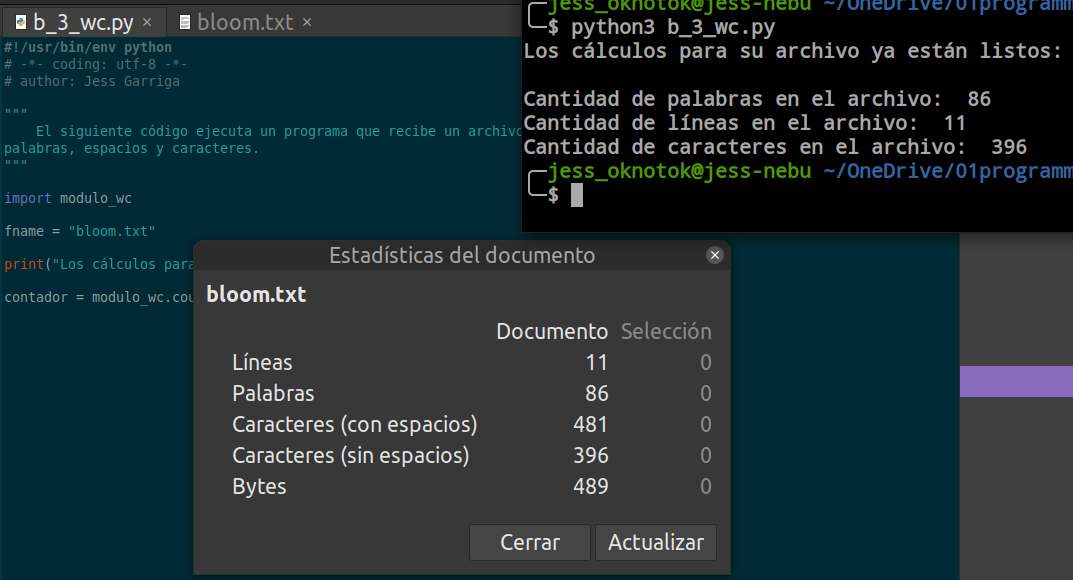 b_3_wc.py ×
bloom.txt ×
#!/usr/bin/env python
# -*- coding: utf-8 -*-
# author: Jess Garriga
"""
El siguiente código ejecuta un programa que recibe un archivo
palabras, espacios y caracteres.
"""
import modulo_wc
fname = "bloom.txt"
print("Los cálculos para
contador = modulo_wc.cou
jess_oknotok@jess-nebu ~/OneDrive/01programm
$ python3 b_3_wc.py
Los cálculos para su archivo ya están listos:
Cantidad de palabras en el archivo:  86
Cantidad de líneas en el archivo:  11
Cantidad de caracteres en el archivo:  396
jess_oknotok@jess-nebu ~/OneDrive/01programm
$
Estadísticas del documento
bloom.txt
Documento Selección
Líneas 11 0
Palabras 86 0
Caracteres (con espacios) 481 0
Caracteres (sin espacios) 396 0
Bytes 489 0
Cerrar Actualizar